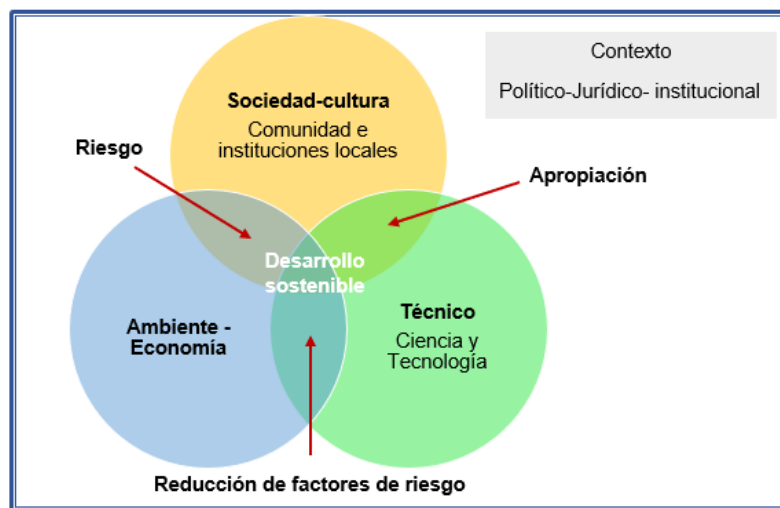 Contexto
Político-Jurídico- institucional
Sociedad-cultura
Comunidad e
instituciones locales
Riesgo
Apropiación
Desarrollo
sostenible
Ambiente -
Economía
Técnico
Ciencia y
Tecnología
Reducción de factores de riesgo